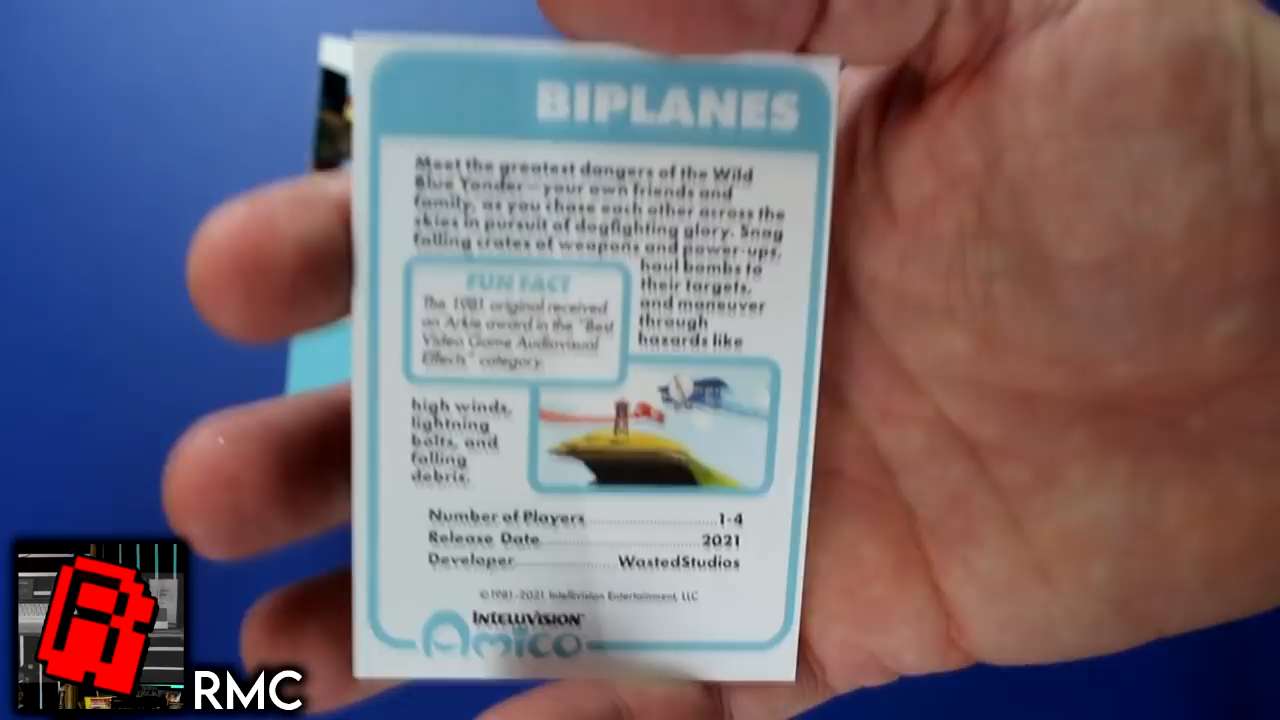 BIPLANES
Meet the greatest dangers of the Wild
Blue Yonder—your own friends and
family, as you chase each other across the
skies in pursuit of dogfighting glory. Snag
falling crates of weapons and power-ups,
haul bombs to
their targets,
and maneuver
through
hazards like
FUN FACT
The 1981 original received
an Arkie award in the "Best
Video Game Audiovisual
Effects" category.
high winds,
lightning
bolts, and
falling
debris.
Number of Players 1-4
Release Date 2021
Developer WastedStudios
©1981-2021 Intellivision Entertainment, LLC
INTELLIVISION
Amico
R
RMC